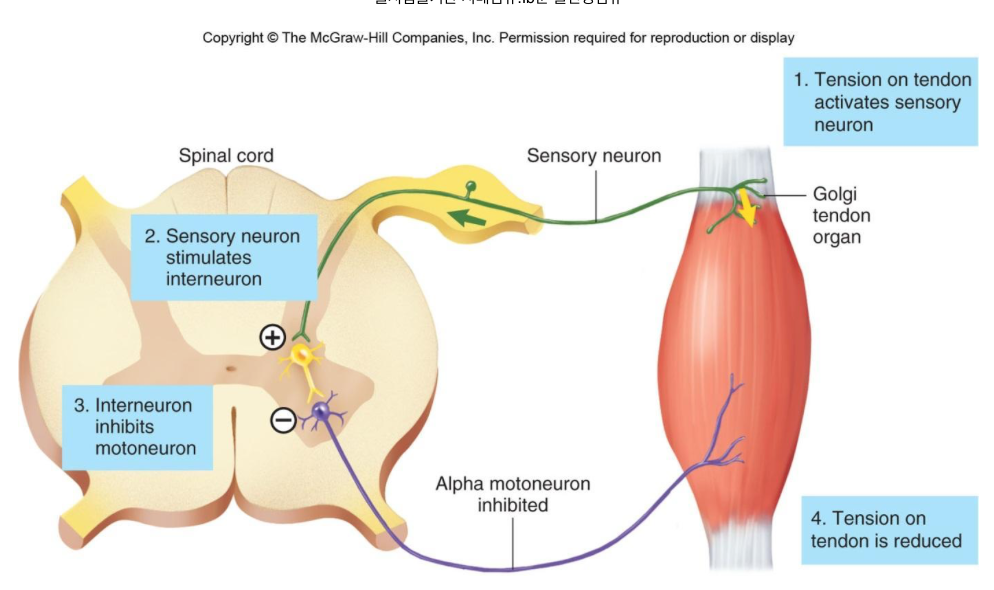 Copyright © The McGraw-Hill Companies, Inc. Permission required for reproduction or display
1. Tension on tendon
activates sensory
neuron
Spinal cord
Sensory neuron
Golgi
tendon
organ
2. Sensory neuron
stimulates
interneuron
+
−
3. Interneuron
inhibits
motoneuron
Alpha motoneuron
inhibited
4. Tension on
tendon is reduced